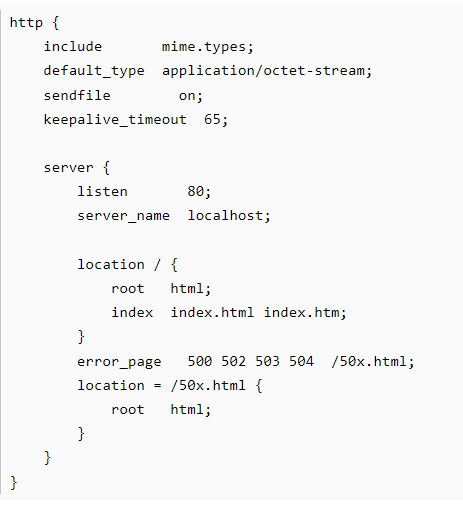 http {
    include       mime.types;
    default_type  application/octet-stream;
    sendfile        on;
    keepalive_timeout  65;

    server {
        listen       80;
        server_name  localhost;

        location / {
            root   html;
            index  index.html index.htm;
        }
        error_page   500 502 503 504  /50x.html;
        location = /50x.html {
            root   html;
        }
    }
}